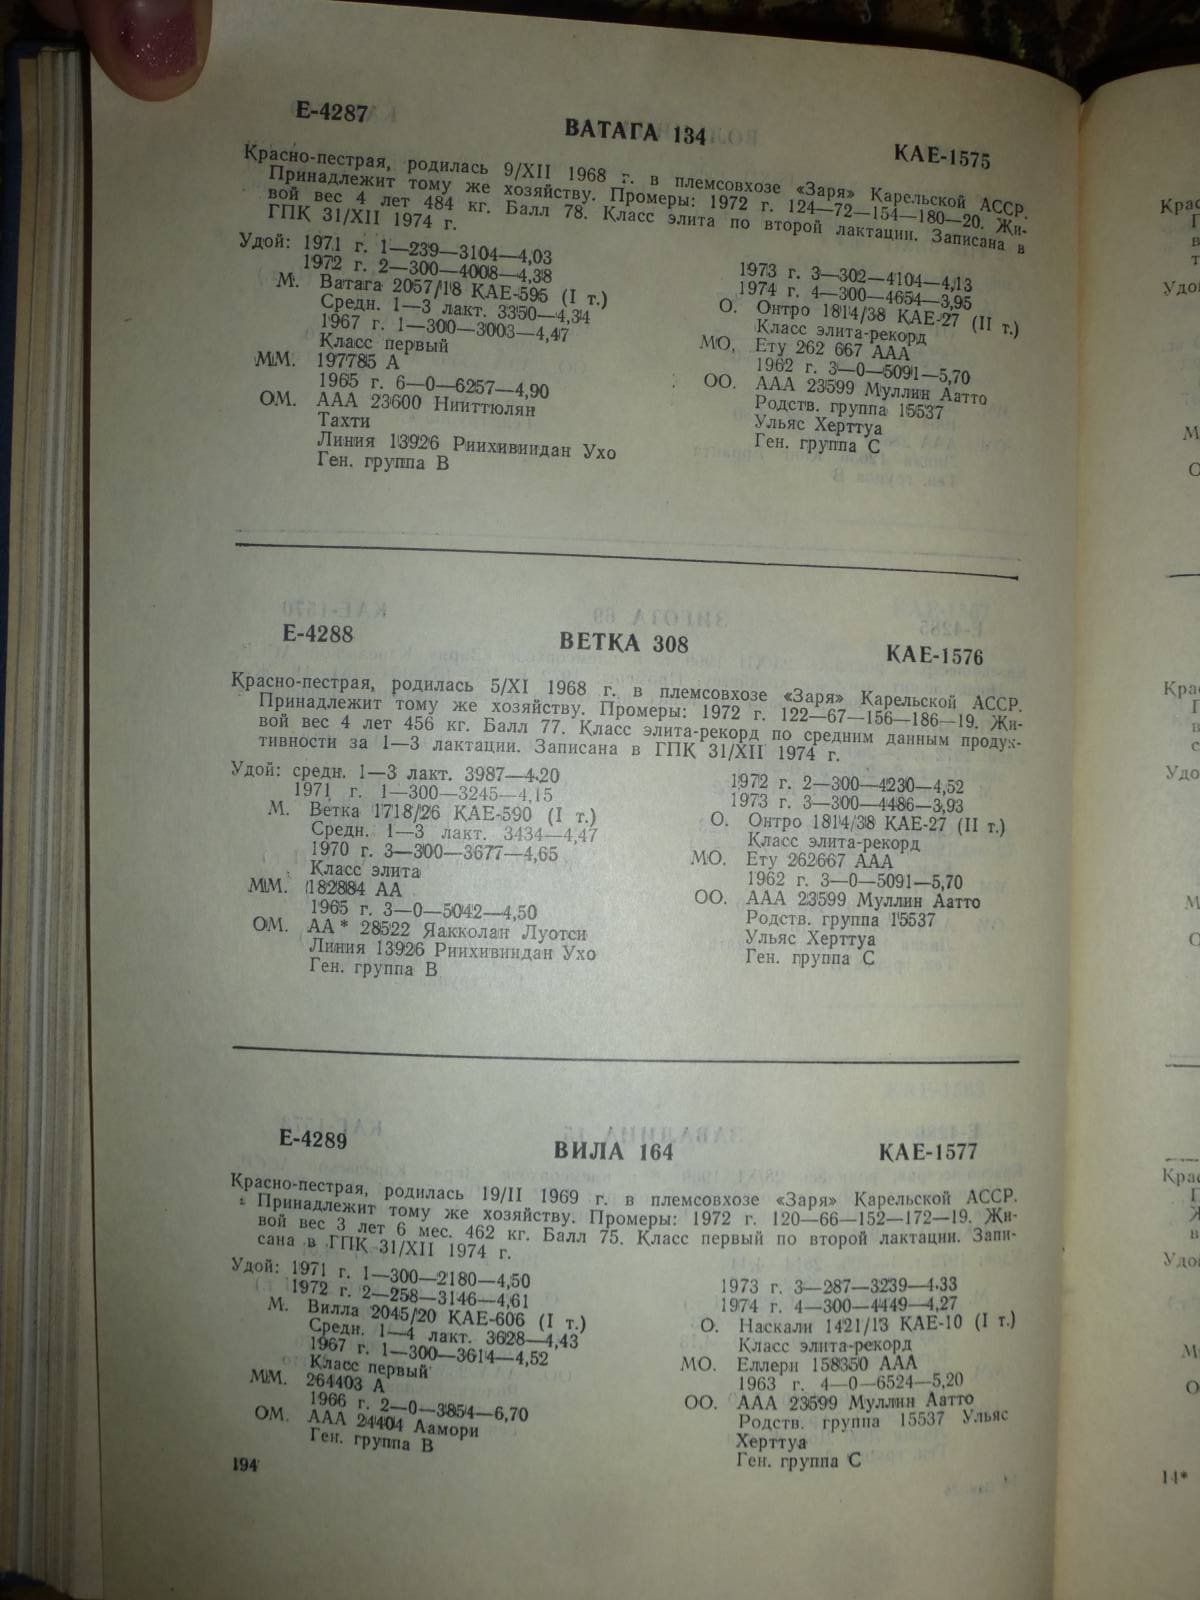 Е-4287
ВАТАГА 134
КАЕ-1575
Красно-пестрая, родилась 9/XII 1968 г. в племсовхозе «Заря» Карельской АССР.
Принадлежит тому же хозяйству. Промеры: 1972 г. 124—72—154—180—20. Жи-
вой вес 4 лет 484 кг. Балл 78. Класс элита по второй лактации. Записана в
ГПК 31/XII 1974 г.
Удой: 1971 г. 1—239—3104—4,03
1972 г. 2—300—4008—4,38
М. Ватага 2057/18 КАЕ-595 (I т.)
Средн. 1—3 лакт. 3350—4,34
1967 г. 1—300—3003—4,47
Класс первый
ММ. 197785 А
1965 г. 6—0—6257—4,90
ОМ. ААА 23600 Нииттюлян
Тахти
Линия 13926 Риихивиидан Ухо
Ген. группа В
1973 г. 3—302—4104—4,13
1974 г. 4—300—4654—3,95
О. Онтро 1814/38 КАЕ-27 (II т.)
Класс элита-рекорд
МО, Ету 262 667 ААА
1962 г. 3—0—5091—5,70
ОО. ААА 23599 Муллин Аатто
Родств. группа 15537
Ульяс Херттуа
Ген. группа С
Е-4288
ВЕТКА 308
КАЕ-1576
Красно-пестрая, родилась 5/XI 1968 г. в племсовхозе «Заря» Карельской АССР.
Принадлежит тому же хозяйству. Промеры: 1972 г. 122—67—156—186—19. Жи-
вой вес 4 лет 456 кг. Балл 77. Класс элита-рекорд по средним данным продук-
тивности за 1—3 лактации. Записана в ГПК 31/XII 1974 г.
Удой: средн. 1—3 лакт. 3987—4,20
1971 г. 1—300—3245—4,15
М. Ветка 1718/26 КАЕ-590 (I т.)
Средн. 1—3 лакт. 3434—4,47
1970 г. 3—300—3677—4,65
Класс элита
ММ. 182884 АА
1965 г. 3—0—5042—4,50
ОМ. АА* 28522 Яакколан Луотси
Линия 13926 Риихивиидан Ухо
Ген. группа В
1972 г. 2—300—4230—4,52
1973 г. 3—300—4486—3,93
О. Онтро 1814/38 КАЕ-27 (II т.)
Класс элита-рекорд
МО. Ету 262667 ААА
1962 г. 3—0—5091—5,70
ОО. ААА 23599 Муллин Аатто
Родств. группа 15537
Ульяс Херттуа
Ген. группа С
Е-4289
ВИЛА 164
КАЕ-1577
Красно-пестрая, родилась 19/II 1969 г. в племсовхозе «Заря» Карельской АССР.
Принадлежит тому же хозяйству. Промеры: 1972 г. 120—66—152—172—19. Жи-
вой вес 3 лет 6 мес. 462 кг. Балл 75. Класс первый по второй лактации. Запи-
сана в ГПК 31/XII 1974 г.
Удой: 1971 г. 1—300—2180—4,50
1972 г. 2—258—3146—4,61
М. Вилла 2045/20 КАЕ-606 (I т.)
Средн. 1—4 лакт. 3628—4,43
1967 г. 1—300—3614—4,52
Класс первый
ММ. 264403 А
1966 г. 2—0—3854—6,70
ОМ. ААА 24404 Аамори
Ген. группа В
1973 г. 3—287—3239—4,33
1974 г. 4—300—4449—4,27
О. Наскали 1421/13 КАЕ-10 (I т.)
Класс элита-рекорд
МО. Еллери 158350 ААА
1963 г. 4—0—6524—5,20
ОО. ААА 23599 Муллин Аатто
Родств. группа 15537 Ульяс
Херттуа
Ген. группа С
194
14*